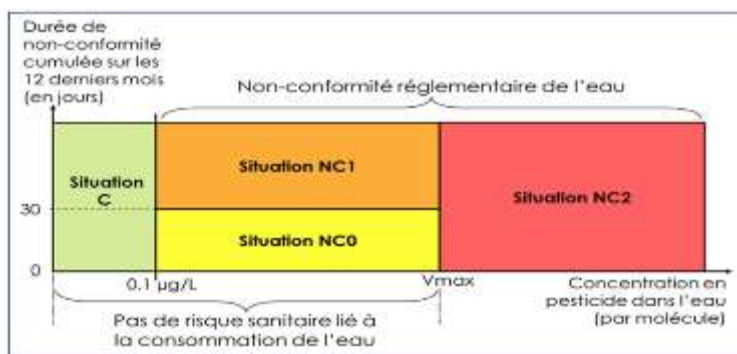 Durée de
non-conformité
cumulée sur les
12 derniers mois
(en jours)
Non-conformité réglementaire de l'eau
Situation
C
Situation NC1
Situation NC2
30
Situation NC0
0
0.1 µg/L
Vmax
Concentration en
pesticide dans l'eau
(par molécule)
Pas de risque sanitaire lié à
la consommation de l'eau